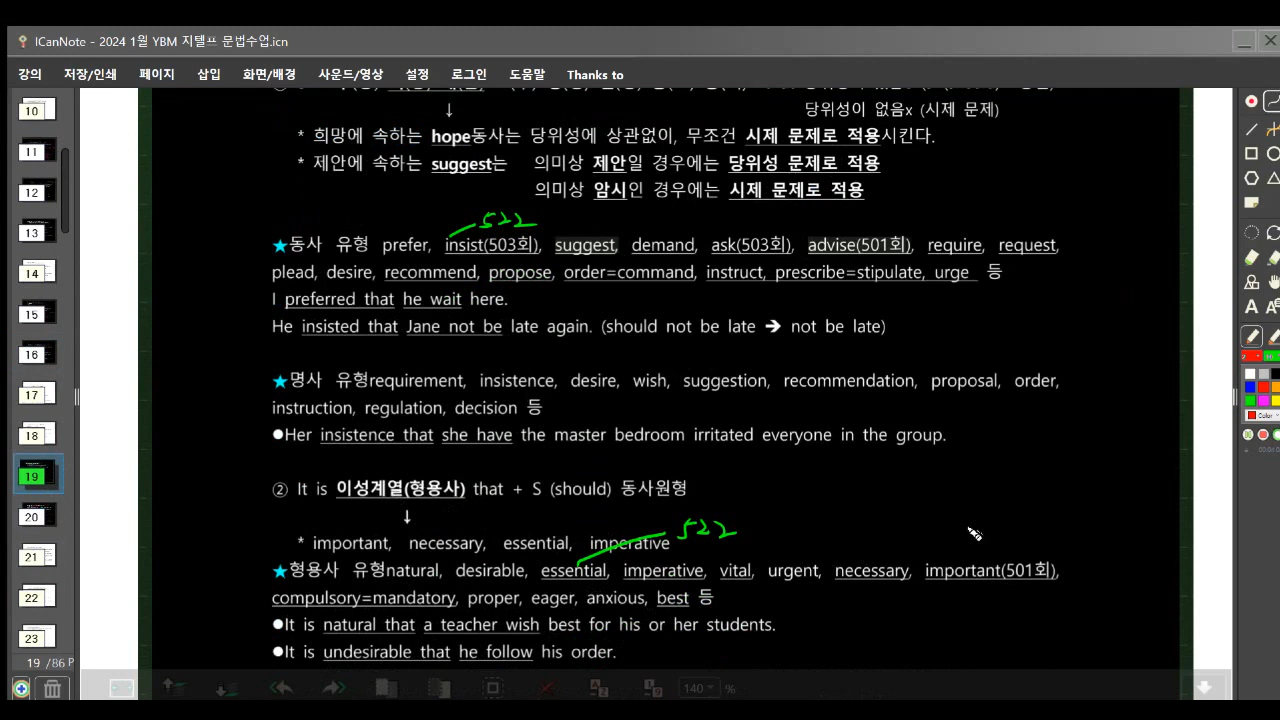 ICanNote - 2024 1월 YBM 지텔프 문법수업.icn
강의 저장/인쇄 페이지 삽입 화면/배경 사운드/영상 설정 로그인 도움말 Thanks to
10
11
12
13
14
15
16
17
18
19
20
21
22
23
19 /86 P
↓
당위성이 없음x (시제 문제)
* 희망에 속하는 hope동사는 당위성에 상관없이, 무조건 시제 문제로 적용시킨다.
* 제안에 속하는 suggest는 의미상 제안일 경우에는 당위성 문제로 적용
의미상 암시인 경우에는 시제 문제로 적용
522
★동사 유형 prefer, insist(503회), suggest, demand, ask(503회), advise(501회), require, request,
plead, desire, recommend, propose, order=command, instruct, prescribe=stipulate, urge 등
I preferred that he wait here.
He insisted that Jane not be late again. (should not be late ➔ not be late)
★명사 유형requirement, insistence, desire, wish, suggestion, recommendation, proposal, order,
instruction, regulation, decision 등
●Her insistence that she have the master bedroom irritated everyone in the group.
② It is 이성계열(형용사) that + S (should) 동사원형
↓
* important, necessary, essential, imperative 522
★형용사 유형natural, desirable, essential, imperative, vital, urgent, necessary, important(501회),
compulsory=mandatory, proper, eager, anxious, best 등
●It is natural that a teacher wish best for his or her students.
●It is undesirable that he follow his order.
140 %
Color